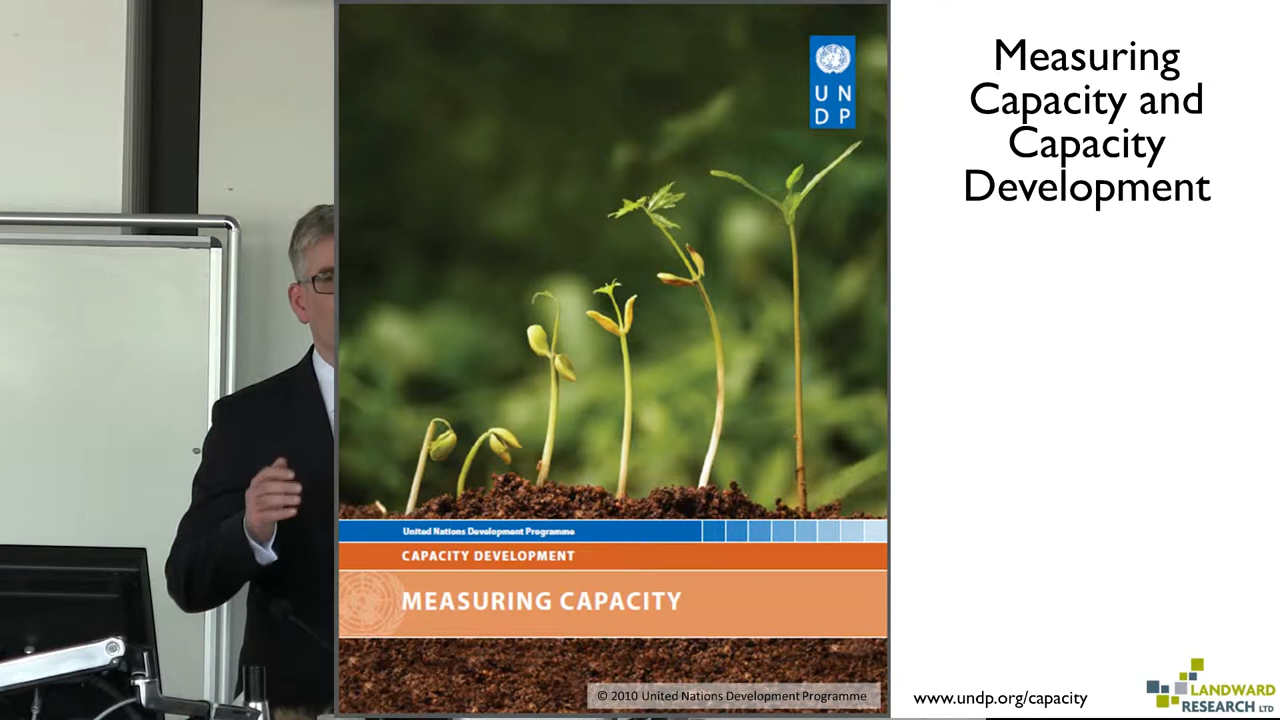 Measuring
Capacity and
Capacity
Development
U N
D P
United Nations Development Programme
CAPACITY DEVELOPMENT
MEASURING CAPACITY
© 2010 United Nations Development Programme
www.undp.org/capacity
LANDWARD
RESEARCH LTD